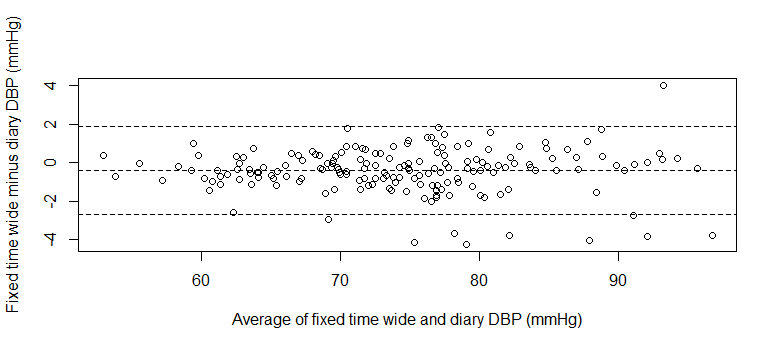 Fixed time wide minus diary DBP (mmHg)
4
2
0
-2
-4
60 70 80 90
Average of fixed time wide and diary DBP (mmHg)